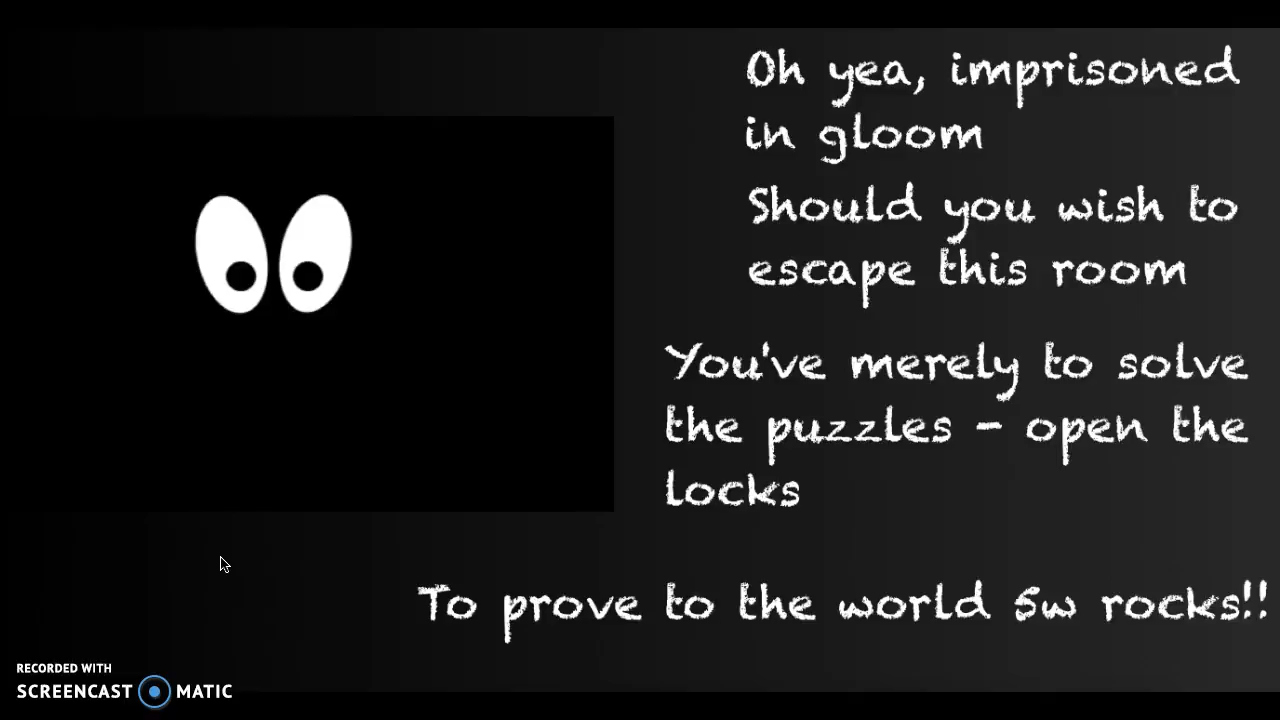 Oh yea, imprisoned
in gloom
Should you wish to
escape this room
You've merely to solve
the puzzles - open the
locks
To prove to the world 5w rocks!!
RECORDED WITH
SCREENCAST MATIC